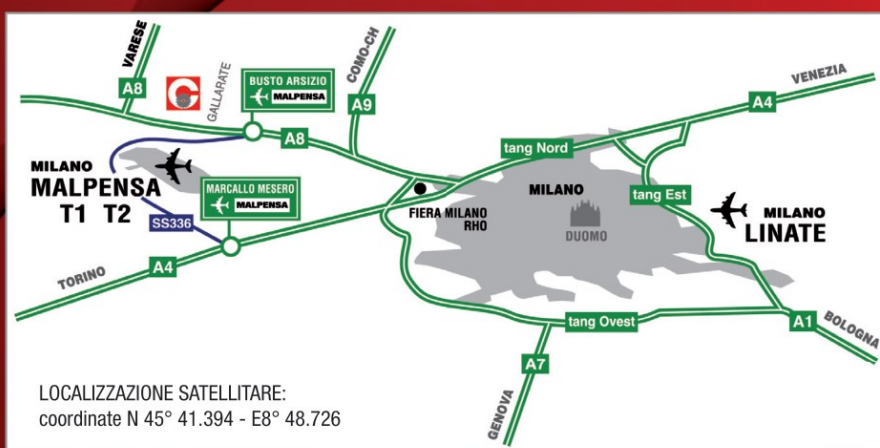 VARESE
A8
GALLARATE
BUSTO ARSIZIO
MALPENSA
COMO-CH
A9
A8
VENEZIA
A4
tang Nord
MILANO
MALPENSA
T1 T2
SS336
MARCALLO MESERO
MALPENSA
FIERA MILANO
RHO
MILANO
DUOMO
tang Est
MILANO
LINATE
TORINO
A4
tang Ovest
A1
BOLOGNA
A7
GENOVA
LOCALIZZAZIONE SATELLITARE:
coordinate N 45° 41.394 - E8° 48.726